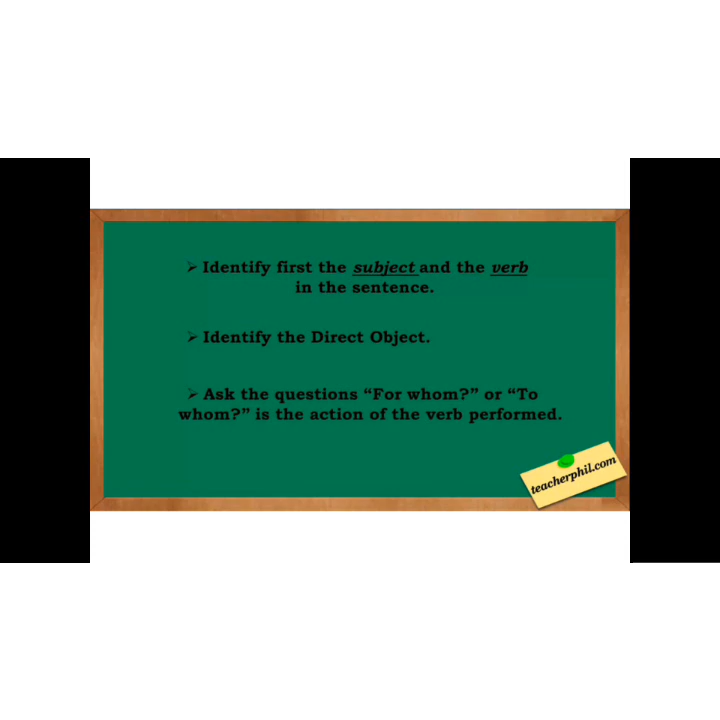 ➢ Identify first the subject and the verb
in the sentence.
➢ Identify the Direct Object.
➢ Ask the questions “For whom?” or “To
whom?” is the action of the verb performed.
teacherphil.com